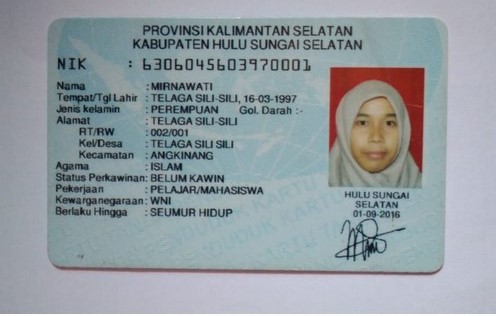 PROVINSI KALIMANTAN SELATAN
KABUPATEN HULU SUNGAI SELATAN
NIK : 6306045603970001
Nama : MIRNAWATI
Tempat/Tgl Lahir : TELAGA SILI-SILI, 16-03-1997
Jenis kelamin : PEREMPUAN Gol. Darah :-
Alamat : TELAGA SILI-SILI
RT/RW : 002/001
Kel/Desa : TELAGA SILI SILI
Kecamatan : ANGKINANG
Agama : ISLAM
Status Perkawinan: BELUM KAWIN
Pekerjaan : PELAJAR/MAHASISWA
Kewarganegaraan: WNI
Berlaku Hingga : SEUMUR HIDUP
HULU SUNGAI
SELATAN
01-09-2016